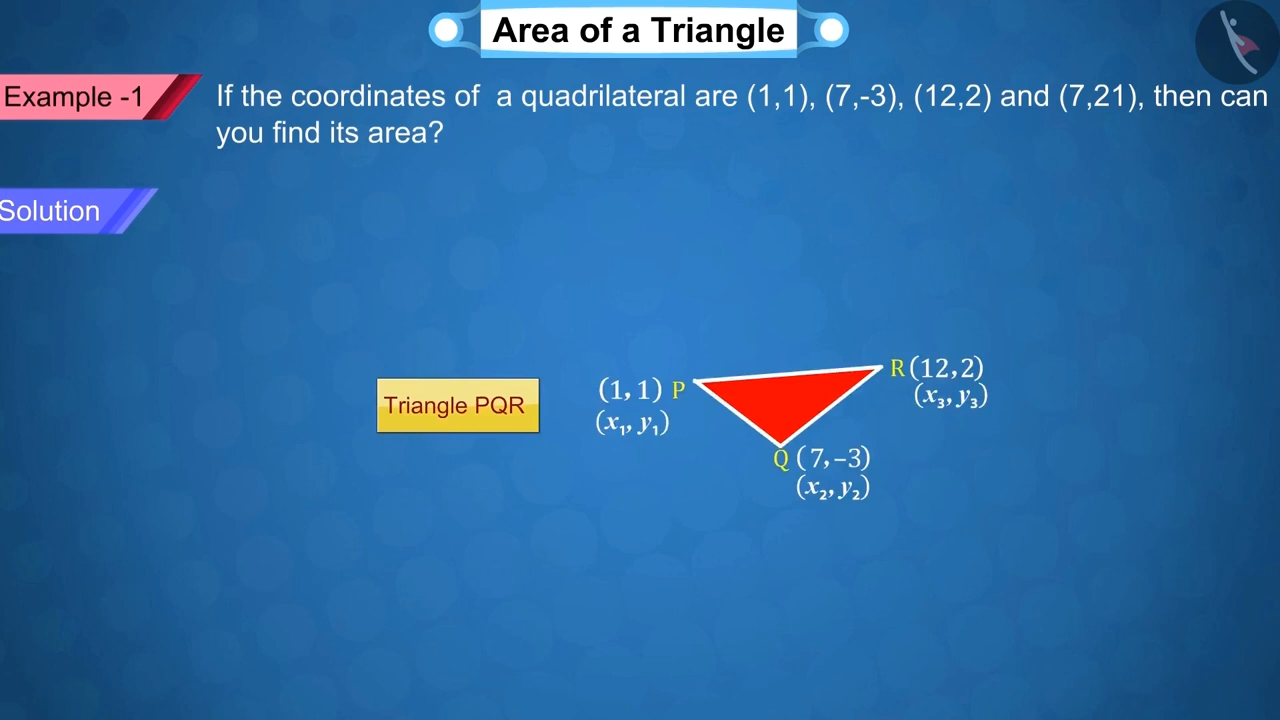 Area of a Triangle
Example -1
If the coordinates of a quadrilateral are (1,1), (7,-3), (12,2) and (7,21), then can
you find its area?
Solution
Triangle PQR
(1, 1) P
(x₁, y₁)
R (12, 2)
(x₃, y₃)
Q (7, –3)
(x₂, y₂)